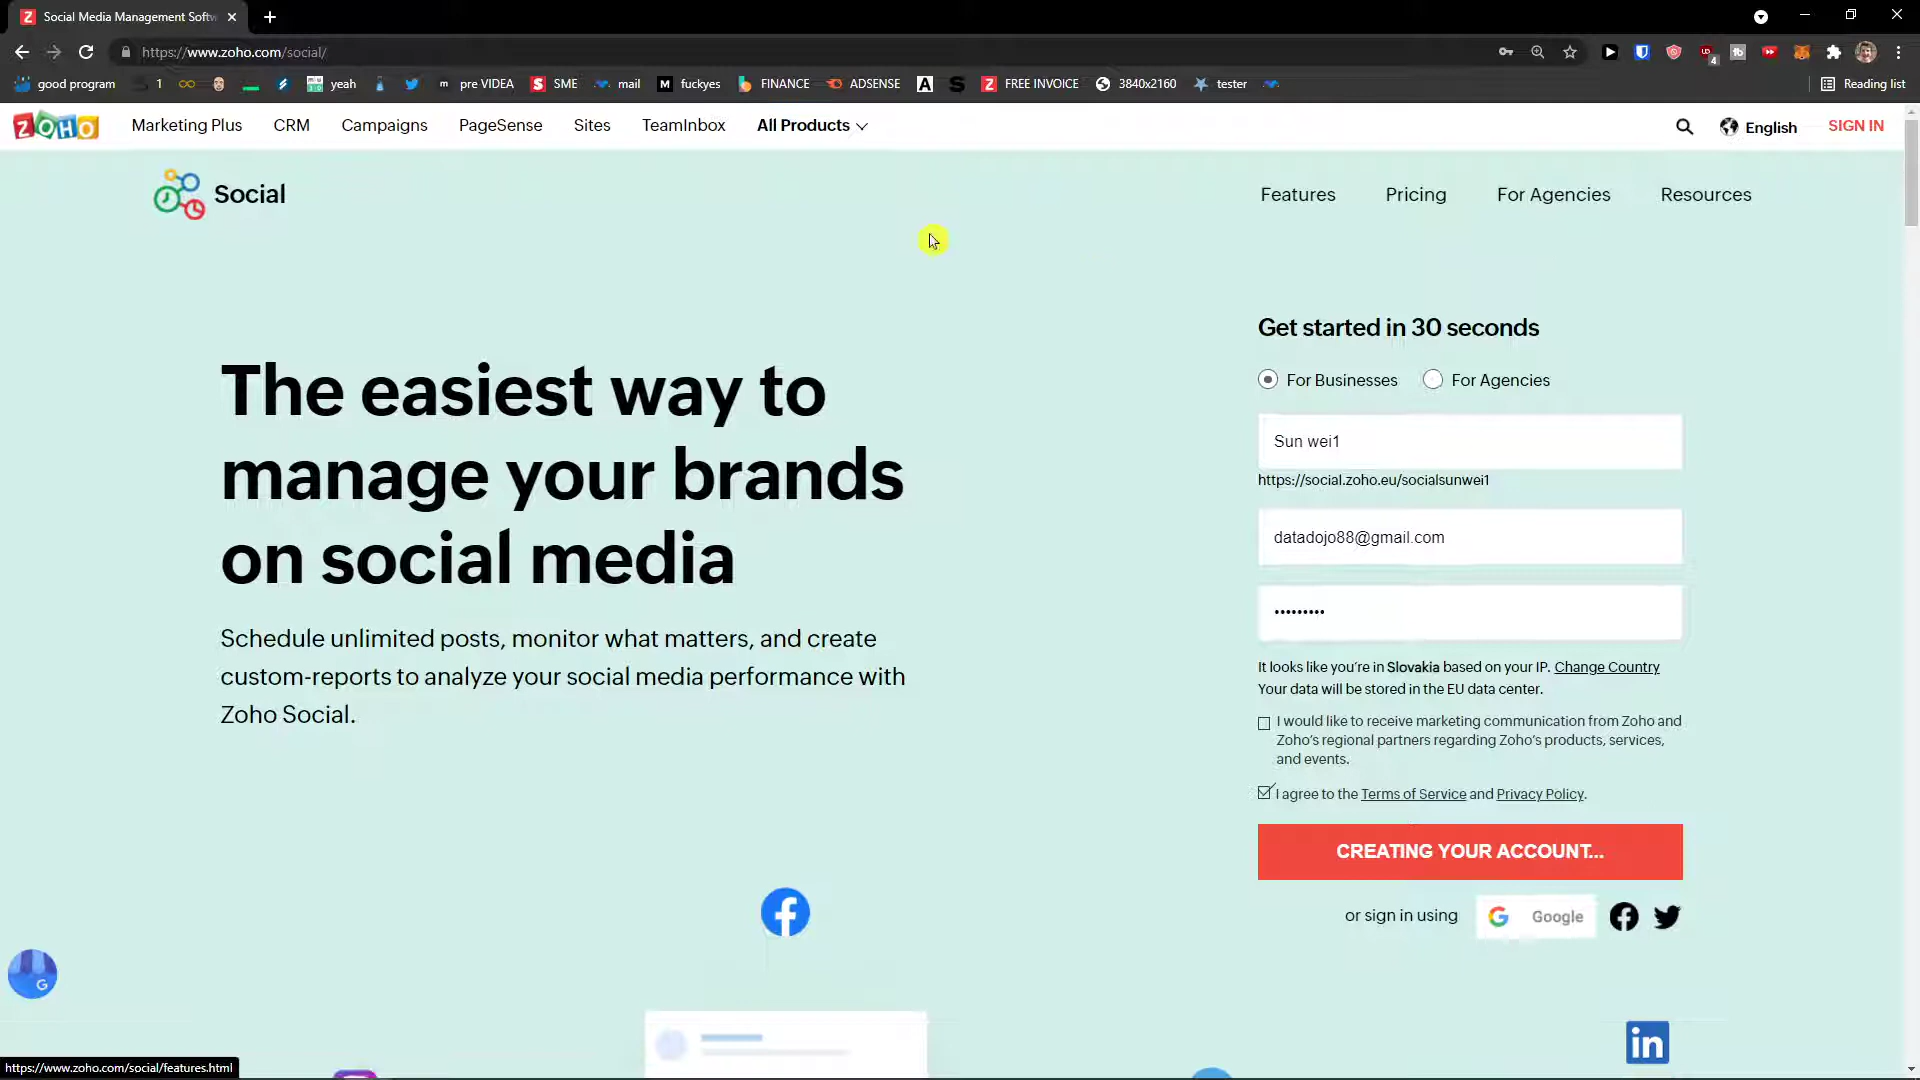 Social Media Management Softw
https://www.zoho.com/social/
good program
1
yeah
pre VIDEA
SME
mail
fuckyes
FINANCE
ADSENSE
FREE INVOICE
3840x2160
tester
Reading list
ZOHO
Marketing Plus
CRM
Campaigns
PageSense
Sites
TeamInbox
All Products
English
SIGN IN
Social
Features
Pricing
For Agencies
Resources
The easiest way to
manage your brands
on social media
Schedule unlimited posts, monitor what matters, and create
custom-reports to analyze your social media performance with
Zoho Social.
Get started in 30 seconds
For Businesses
For Agencies
Sun wei1
https://social.zoho.eu/socialsunwei1
datadojo88@gmail.com
•••••••••
It looks like you’re in Slovakia based on your IP. Change Country
Your data will be stored in the EU data center.
I would like to receive marketing communication from Zoho and
Zoho’s regional partners regarding Zoho’s products, services,
and events.
I agree to the Terms of Service and Privacy Policy.
CREATING YOUR ACCOUNT...
or sign in using
Google
https://www.zoho.com/social/features.html